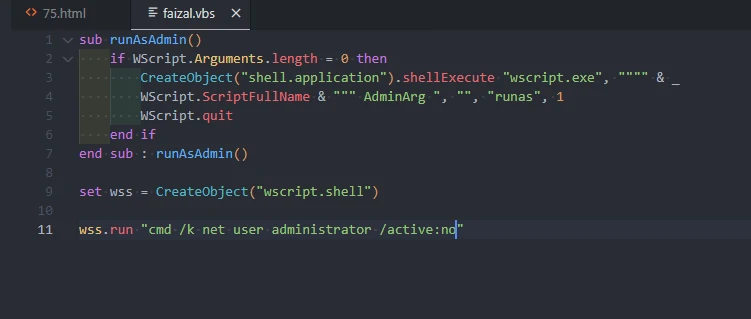 75.html
faizal.vbs
1 sub runAsAdmin()
2 if WScript.Arguments.length = 0 then
3 CreateObject("shell.application").shellExecute "wscript.exe", """" & _
4 WScript.ScriptFullName & """ AdminArg ", "", "runas", 1
5 WScript.quit
6 end if
7 end sub : runAsAdmin()
8
9 set wss = CreateObject("wscript.shell")
10
11 wss.run "cmd /k net user administrator /active:no"